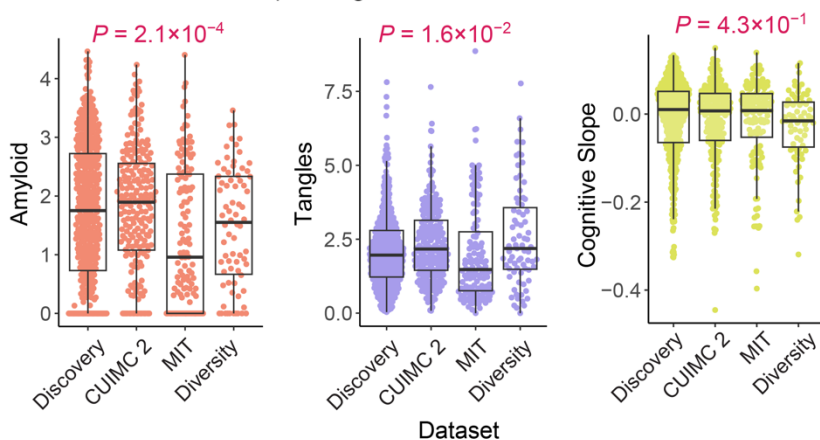 P = 2.1×10⁻⁴
Amyloid
4
3
2
1
0
Discovery
CUIMC 2
MIT
Diversity
P = 1.6×10⁻²
Tangles
7.5
5.0
2.5
0.0
Discovery
CUIMC 2
MIT
Diversity
Dataset
P = 4.3×10⁻¹
Cognitive Slope
0.0
−0.2
−0.4
Discovery
CUIMC 2
MIT
Diversity